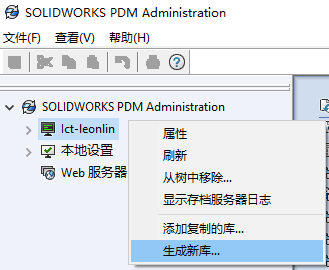 SOLIDWORKS PDM Administration
文件(F) 查看(V) 帮助(H)
SOLIDWORKS PDM Administration
lct-leonlin
本地设置
Web 服务器
属性
刷新
从树中移除...
显示存档服务器日志
添加复制的库...
生成新库...